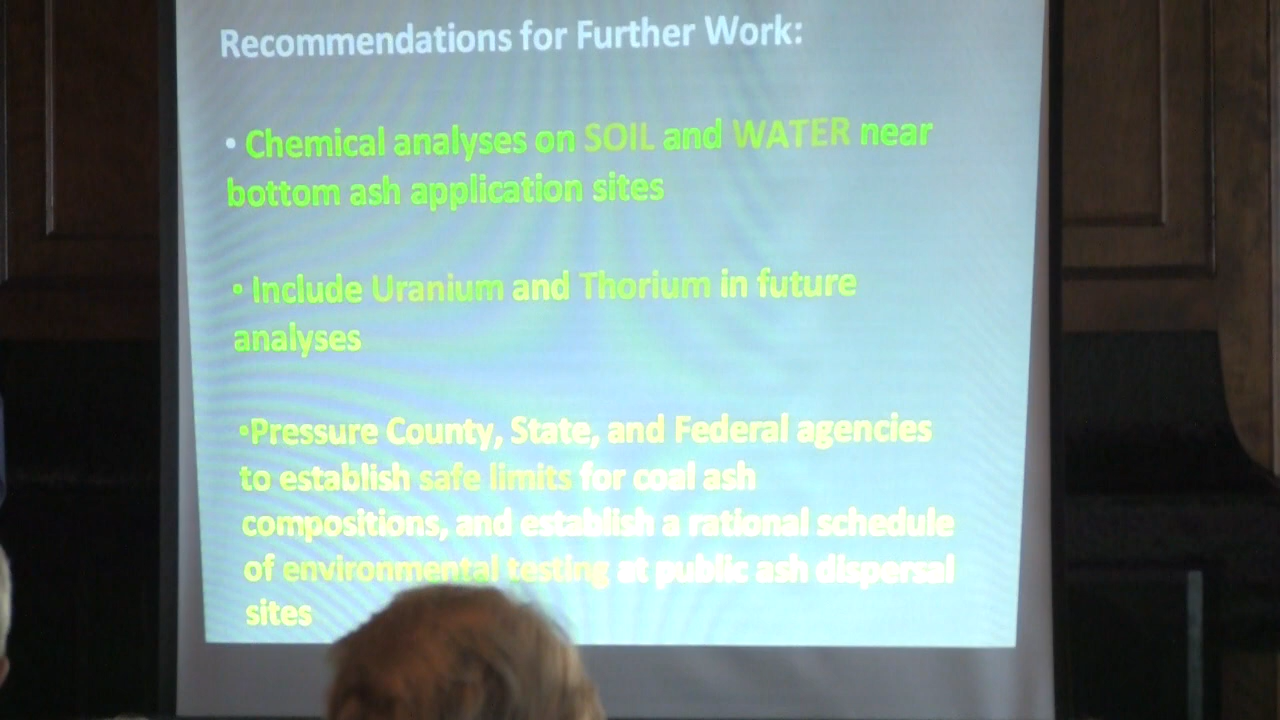 Recommendations for Further Work:
• Chemical analyses on SOIL and WATER near
bottom ash application sites
• Include Uranium and Thorium in future
analyses
•Pressure County, State, and Federal agencies
to establish safe limits for coal ash
compositions, and establish a rational schedule
of environmental testing at public ash dispersal
sites